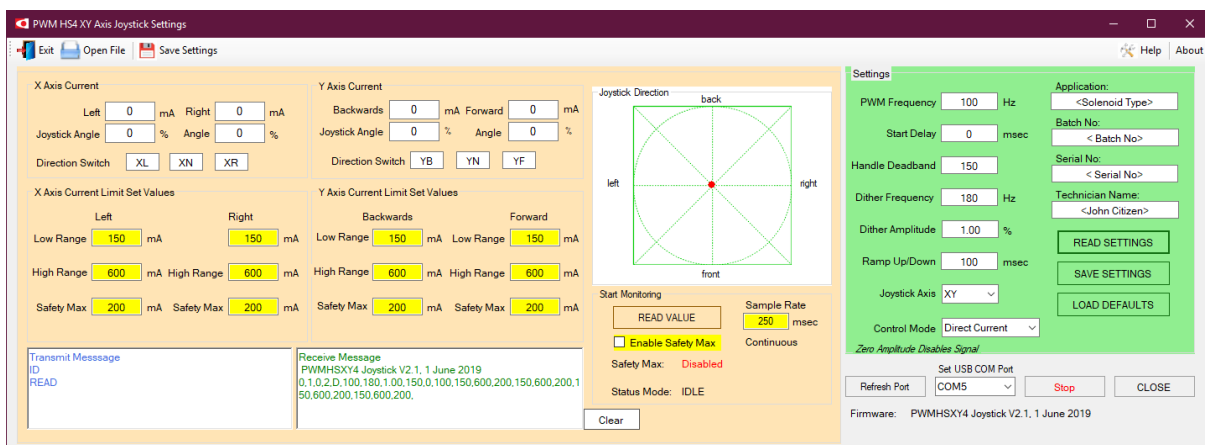 PWM HS4 XY Axis Joystick Settings
Exit Open File Save Settings Help About
X Axis Current
Left 0 mA Right 0 mA
Joystick Angle 0 % Angle 0 %
Direction Switch XL XN XR
Y Axis Current
Backwards 0 mA Forward 0 mA
Joystick Angle 0 % Angle 0 %
Direction Switch YB YN YF
X Axis Current Limit Set Values
Left Right
Low Range 150 mA 150 mA
High Range 600 mA High Range 600 mA
Safety Max 200 mA Safety Max 200 mA
Y Axis Current Limit Set Values
Backwards Forward
Low Range 150 mA Low Range 150 mA
High Range 600 mA High Range 600 mA
Safety Max 200 mA Safety Max 200 mA
Transmit Messsage
ID
READ
Receive Message
PWMHSXY4 Joystick V2.1, 1 June 2019
0,1,0,2,D,100,180,1.00,150,0,100,150,600,200,150,600,200,1
50,600,200,150,600,200,
Clear
Joystick Direction
back
left right
front
Start Monitoring
READ VALUE
Sample Rate
250 msec
Enable Safety Max Continuous
Safety Max: Disabled
Status Mode: IDLE
Settings
PWM Frequency 100 Hz
Start Delay 0 msec
Handle Deadband 150
Dither Frequency 180 Hz
Dither Amplitude 1.00 %
Ramp Up/Down 100 msec
Joystick Axis XY
Control Mode Direct Current
Zero Amplitude Disables Signal
Application:
<Solenoid Type>
Batch No:
< Batch No>
Serial No:
< Serial No>
Technician Name:
<John Citizen>
READ SETTINGS
SAVE SETTINGS
LOAD DEFAULTS
Set USB COM Port
Refresh Port COM5 Stop CLOSE
Firmware: PWMHSXY4 Joystick V2.1, 1 June 2019